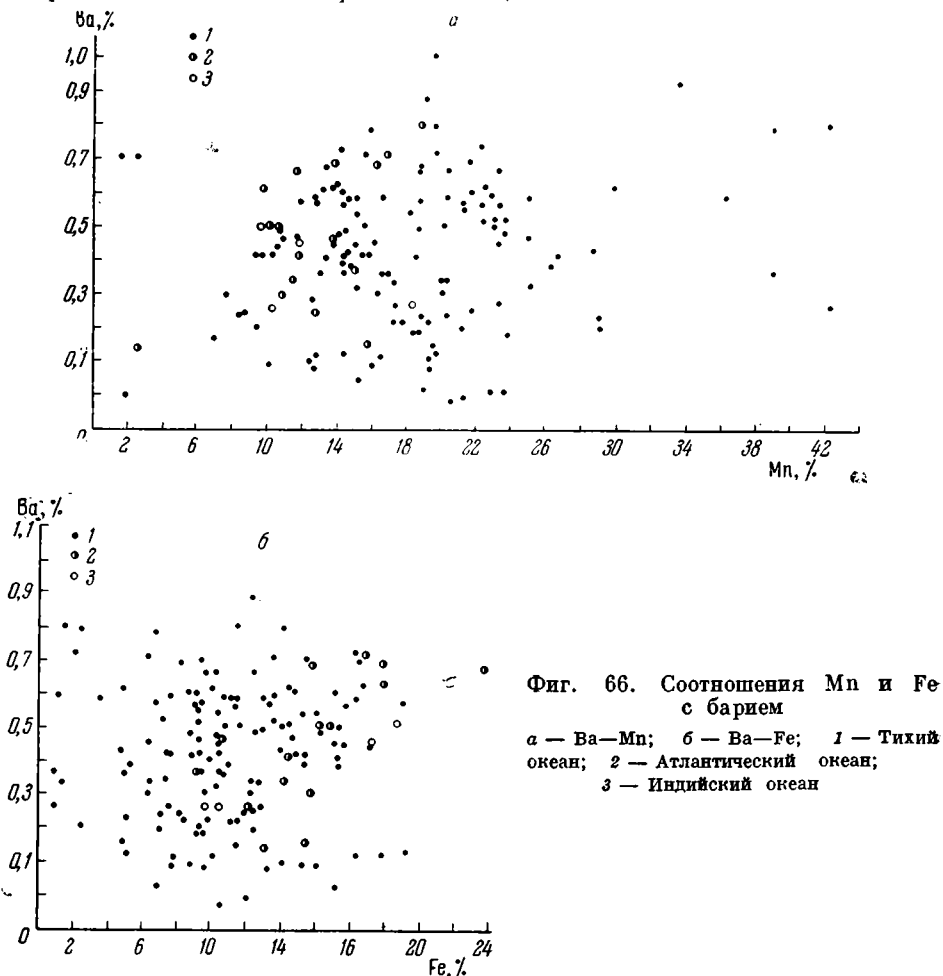 Ba,%
а
1
2
3
1,0
0,9
0,7
0,5
0,3
0,1
0
2 6 10 14 18 22 26 30 34 38 42
Mn, %
Ba, %
б
1
2
3
1,1
0,9
0,7
0,5
0,3
0,1
0
2 6 10 16 20 24
Fe, %
Фиг. 66. Соотношения Mn и Fe
с барием
а — Ba—Mn; б — Ba—Fe; 1 — Тихий
океан; 2 — Атлантический океан;
3 — Индийский океан